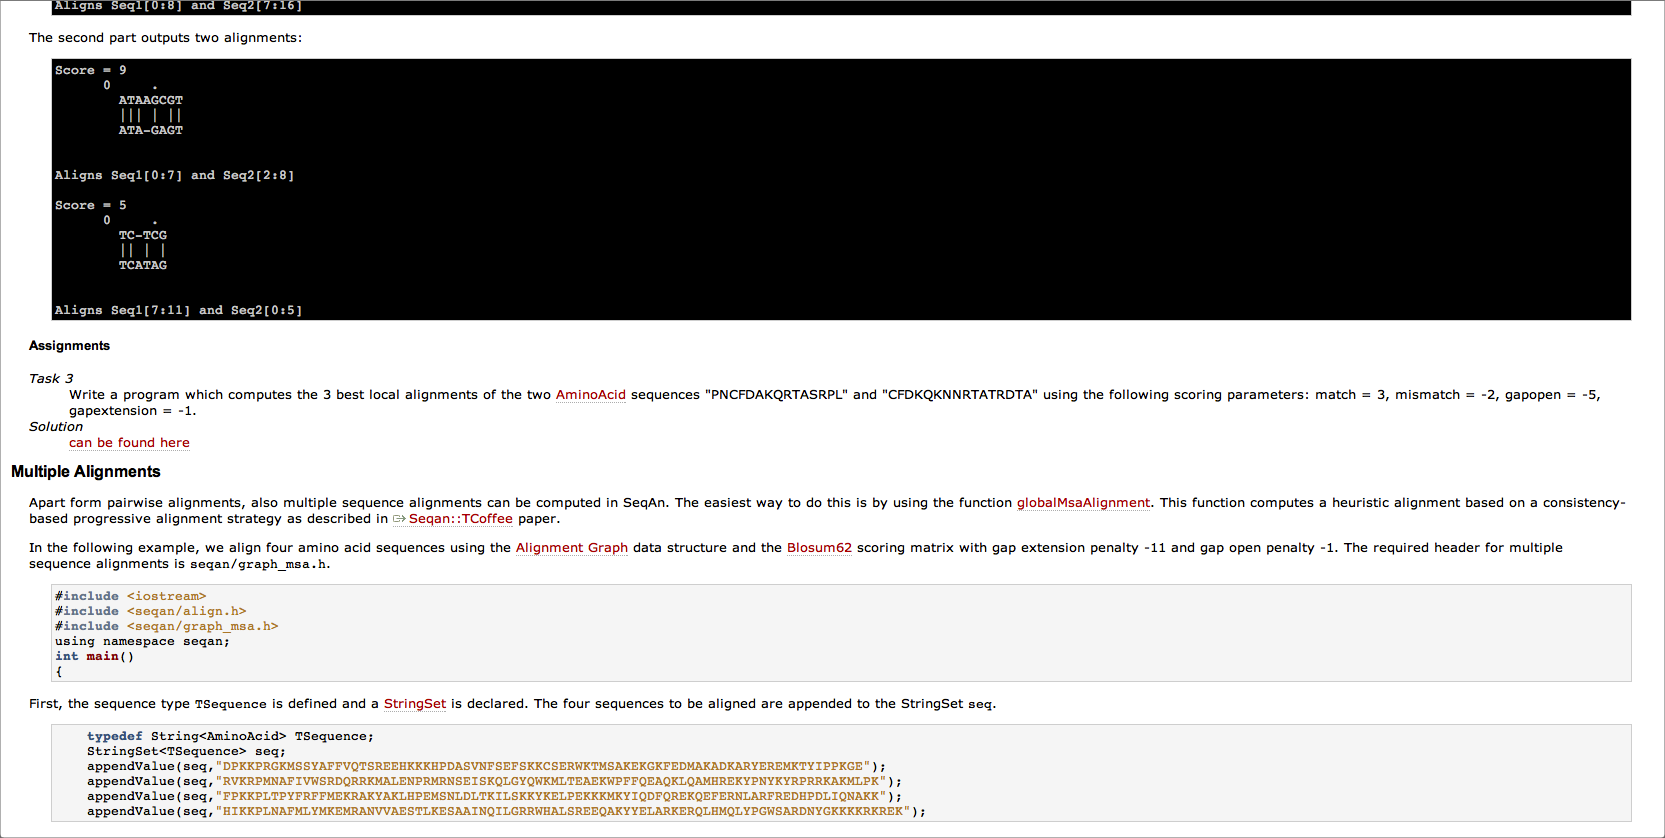 Aligns Seq1[0:8] and Seq2[7:16]
The second part outputs two alignments:
Score = 9
0 .
ATAAGCGT
||| | ||
ATA-GAGT
Aligns Seq1[0:7] and Seq2[2:8]
Score = 5
0 .
TC-TCG
|| | |
TCATAG
Aligns Seq1[7:11] and Seq2[0:5]
Assignments
Task 3
Write a program which computes the 3 best local alignments of the two AminoAcid sequences "PNCFDAKQRTASRPL" and "CFDKQKNNRTATRDTA" using the following scoring parameters: match = 3, mismatch = -2, gapopen = -5,
gapextension = -1.
Solution
can be found here
Multiple Alignments
Apart form pairwise alignments, also multiple sequence alignments can be computed in SeqAn. The easiest way to do this is by using the function globalMsaAlignment. This function computes a heuristic alignment based on a consistency-
based progressive alignment strategy as described in Seqan::TCoffee paper.
In the following example, we align four amino acid sequences using the Alignment Graph data structure and the Blosum62 scoring matrix with gap extension penalty -11 and gap open penalty -1. The required header for multiple
sequence alignments is seqan/graph_msa.h.
#include <iostream>
#include <seqan/align.h>
#include <seqan/graph_msa.h>
using namespace seqan;
int main()
{
First, the sequence type TSequence is defined and a StringSet is declared. The four sequences to be aligned are appended to the StringSet seq.
typedef String<AminoAcid> TSequence;
StringSet<TSequence> seq;
appendValue(seq,"DPKKPRGKMSSYAFFVQTSREEHKKKHPDASVNFSEFSKKCSERWKTMSAKEKGKFEDMAKADKARYEREMKTYIPPKGE");
appendValue(seq,"RVKRPMNAFIVWSRDQRRKMALENPRMRNSEISKQLGYQWKMLTEAEKWPFFQEAQKLQAMHREKYPNYKYRPRRKAKMLPK");
appendValue(seq,"FPKKPLTPYFRFFMEKRAKYAKLHPEMSNLDLTKILSKKYKELPEKKKMKYIQDFQREKQEFERNLARFREDHPDLIQNAKK");
appendValue(seq,"HIKKPLNAFMLYMKEMRANVVAESTLKESAAINQILGRRWHALSREEQAKYYELARKERQLHMQLYPGWSARDNYGKKKKRKREK");